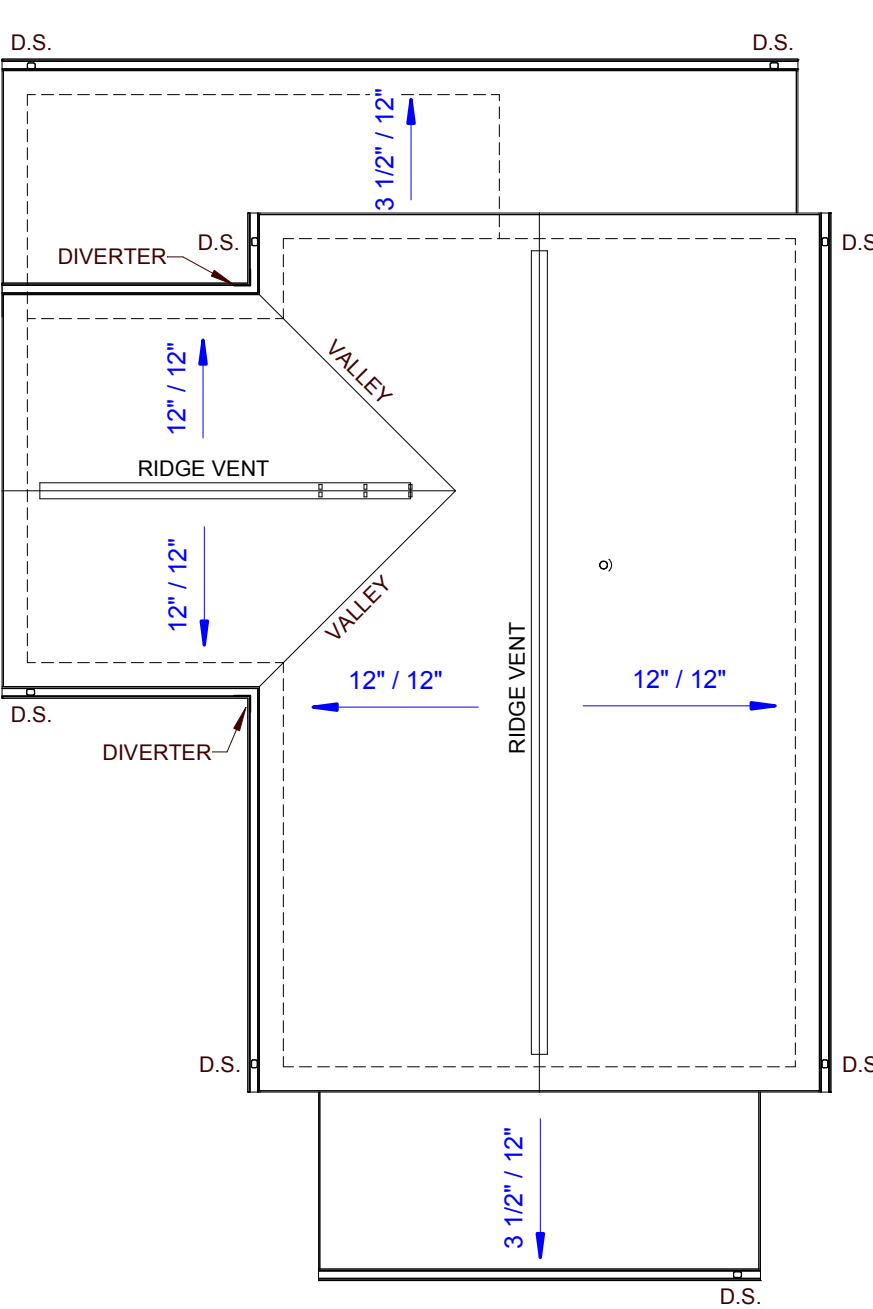 D.S.
D.S.
3 1/2" / 12"
D.S.
D.S
DIVERTER
VALLEY
12" / 12"
RIDGE VENT
12" / 12"
VALLEY
RIDGE VENT
12" / 12"
12" / 12"
D.S.
DIVERTER
D.S.
D.S
3 1/2" / 12"
D.S.